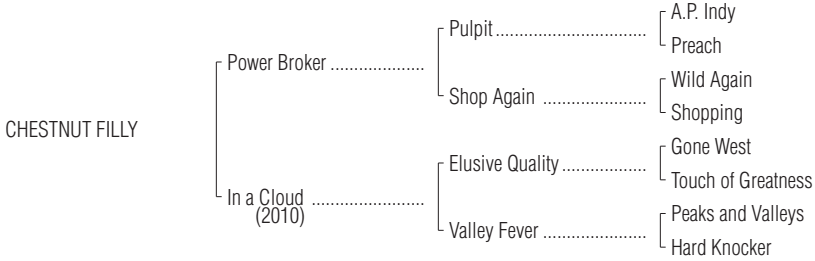 A.P. Indy
Pulpit..............................
Preach
Power Broker ...................
Wild Again
Shop Again .....................
Shopping
CHESTNUT FILLY
Gone West
Elusive Quality.................
Touch of Greatness
In a Cloud .......................
(2010)
Peaks and Valleys
Valley Fever .....................
Hard Knocker